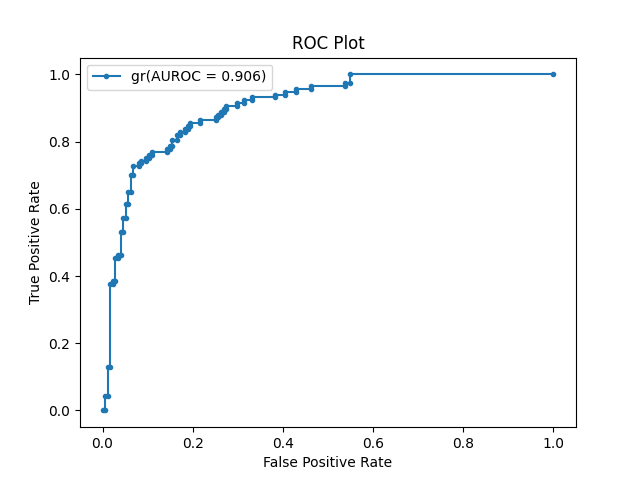 ROC Plot
gr(AUROC = 0.906)
1.0
0.8
0.6
0.4
0.2
0.0
True Positive Rate
0.0 0.2 0.4 0.6 0.8 1.0
False Positive Rate